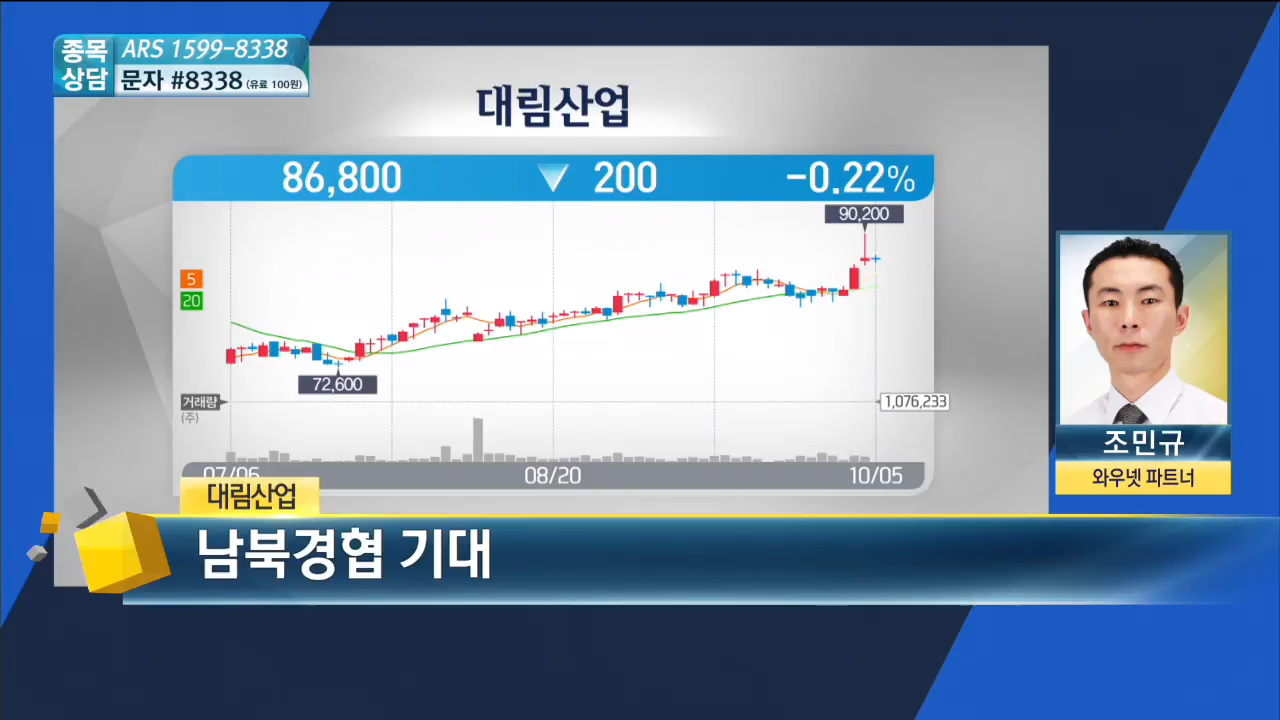 종목
상담
ARS 1599-8338
문자 #8338 (유료 100원)
대림산업
86,800 ▼ 200 -0.22%
90,200
5
20
72,600
거래량
(주)
1,076,233
07/06 08/20 10/05
대림산업
남북경협 기대
조민규
와우넷 파트너